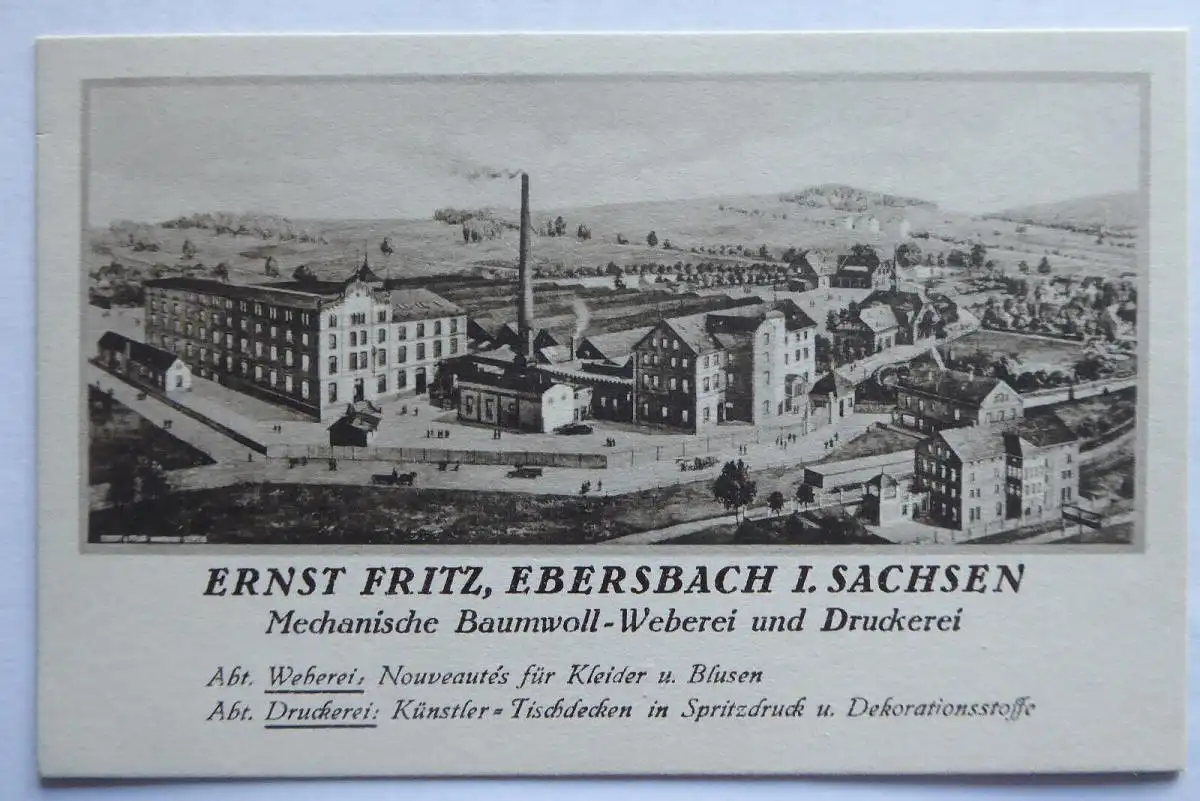 ERNST FRITZ, EBERSBACH I. SACHSEN
Mechanische Baumwoll-Weberei und Druckerei
Abt. Weberei: Nouveautés für Kleider u. Blusen
Abt. Druckerei: Künstler=Tischdecken in Spritzdruck u. Dekorationsstoffe